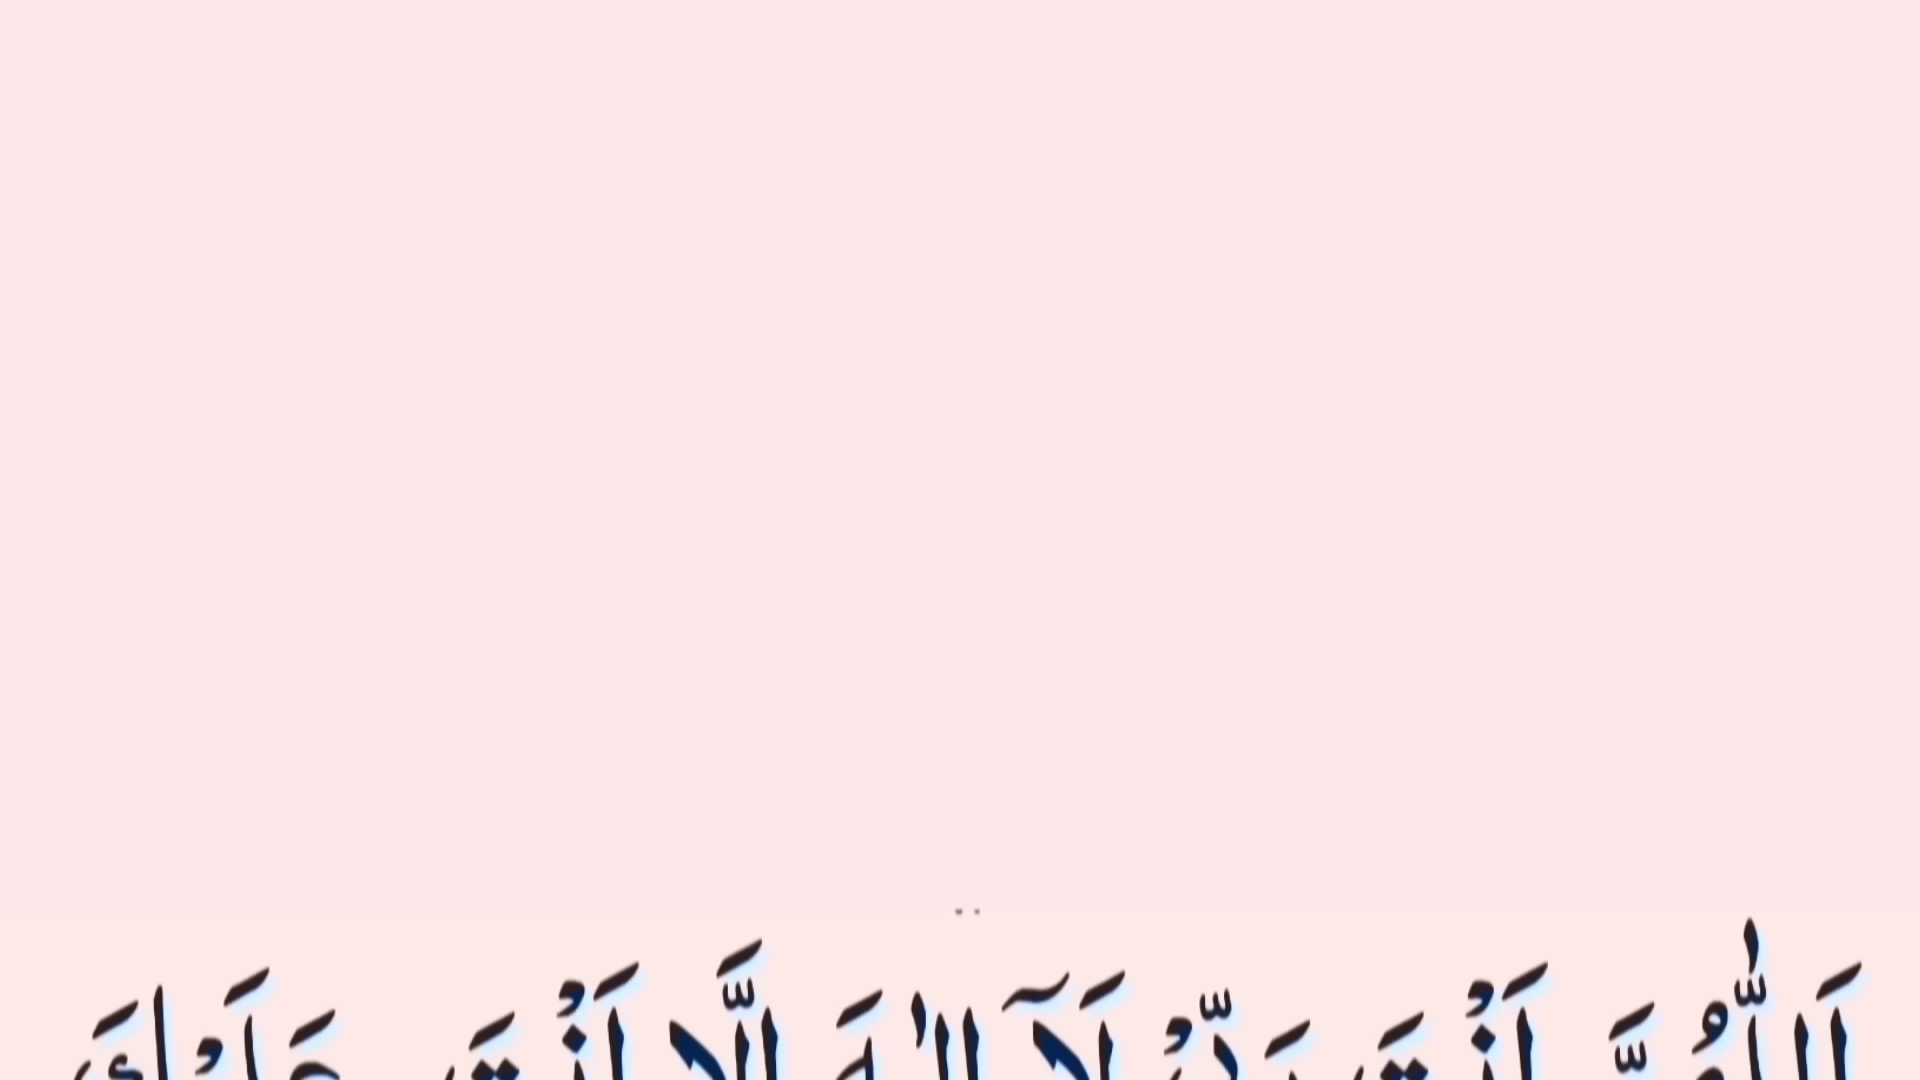 اَللّٰهُمَّ اَنْتَ رَبِّيْ لَآ اِلٰهَ اِلَّا اَنْتَ عَلَيْكَ